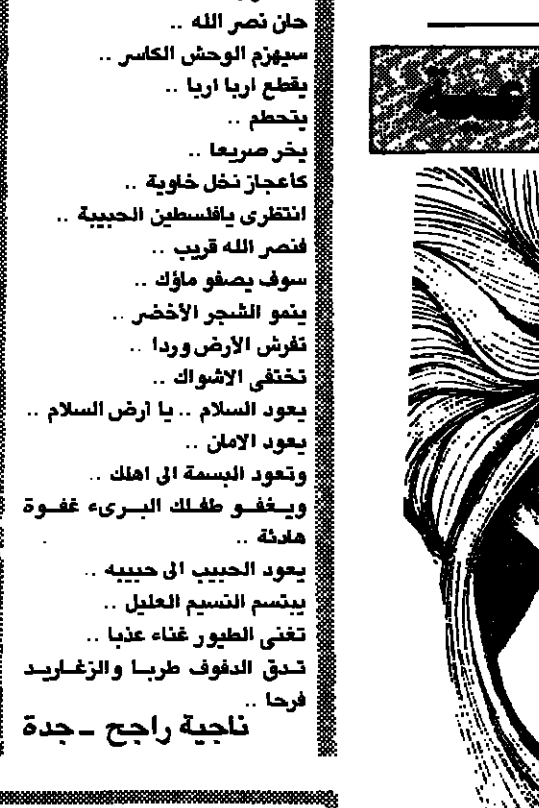 حان نصر الله ..
سيهزم الوحش الكاسر ..
يقطع اربا اربا ..
يتحطم ..
يخر صريعا ..
كأعجاز نخل خاوية ..
انتظرى يافلسطين الحبيبة ..
فنصر الله قريب ..
سوف يصفو ماؤك ..
ينمو الشجر الأخضر ..
تفرش الأرض وردا ..
تختفى الاشواك ..
يعود السلام .. يا أرض السلام ..
يعود الامان ..
وتعود البسمة الى اهلك ..
ويغفو طفلك البرىء غفوة
هادئة ..
يعود الحبيب الى حبيبه ..
يبتسم النسيم العليل ..
تغنى الطيور غناء عذبا ..
تدق الدفوف طربا والزغاريد
فرحا ..
ناجية راجح - جدة